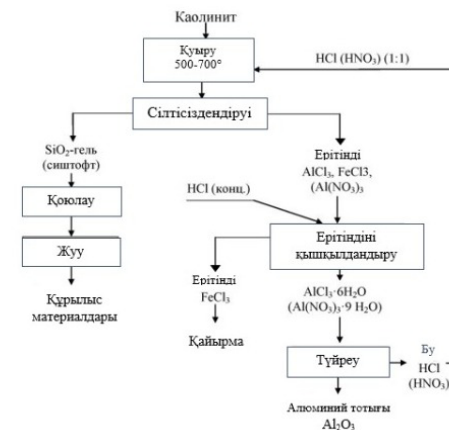 Каолинит
Қуыру
500-700°
HCl (HNO₃) (1:1)
Сілтісіздендіруі
SiO₂-гель
(сиштофт)
Ерітінді
AlCl₃, FeCl3,
(Al(NO₃)₃
HCl (конц.)
Қоюлау
Ерітіндіні
қышқылдандыру
Жуу
Ерітінді
FeCl₃
AlCl₃·6H₂O
(Al(NO₃)₃·9 H₂O)
Құрылыс
материалдары
Қайырма
Түйреу
Бу
HCl
(HNO₃)
Алюминий тотығы
Al₂O₃